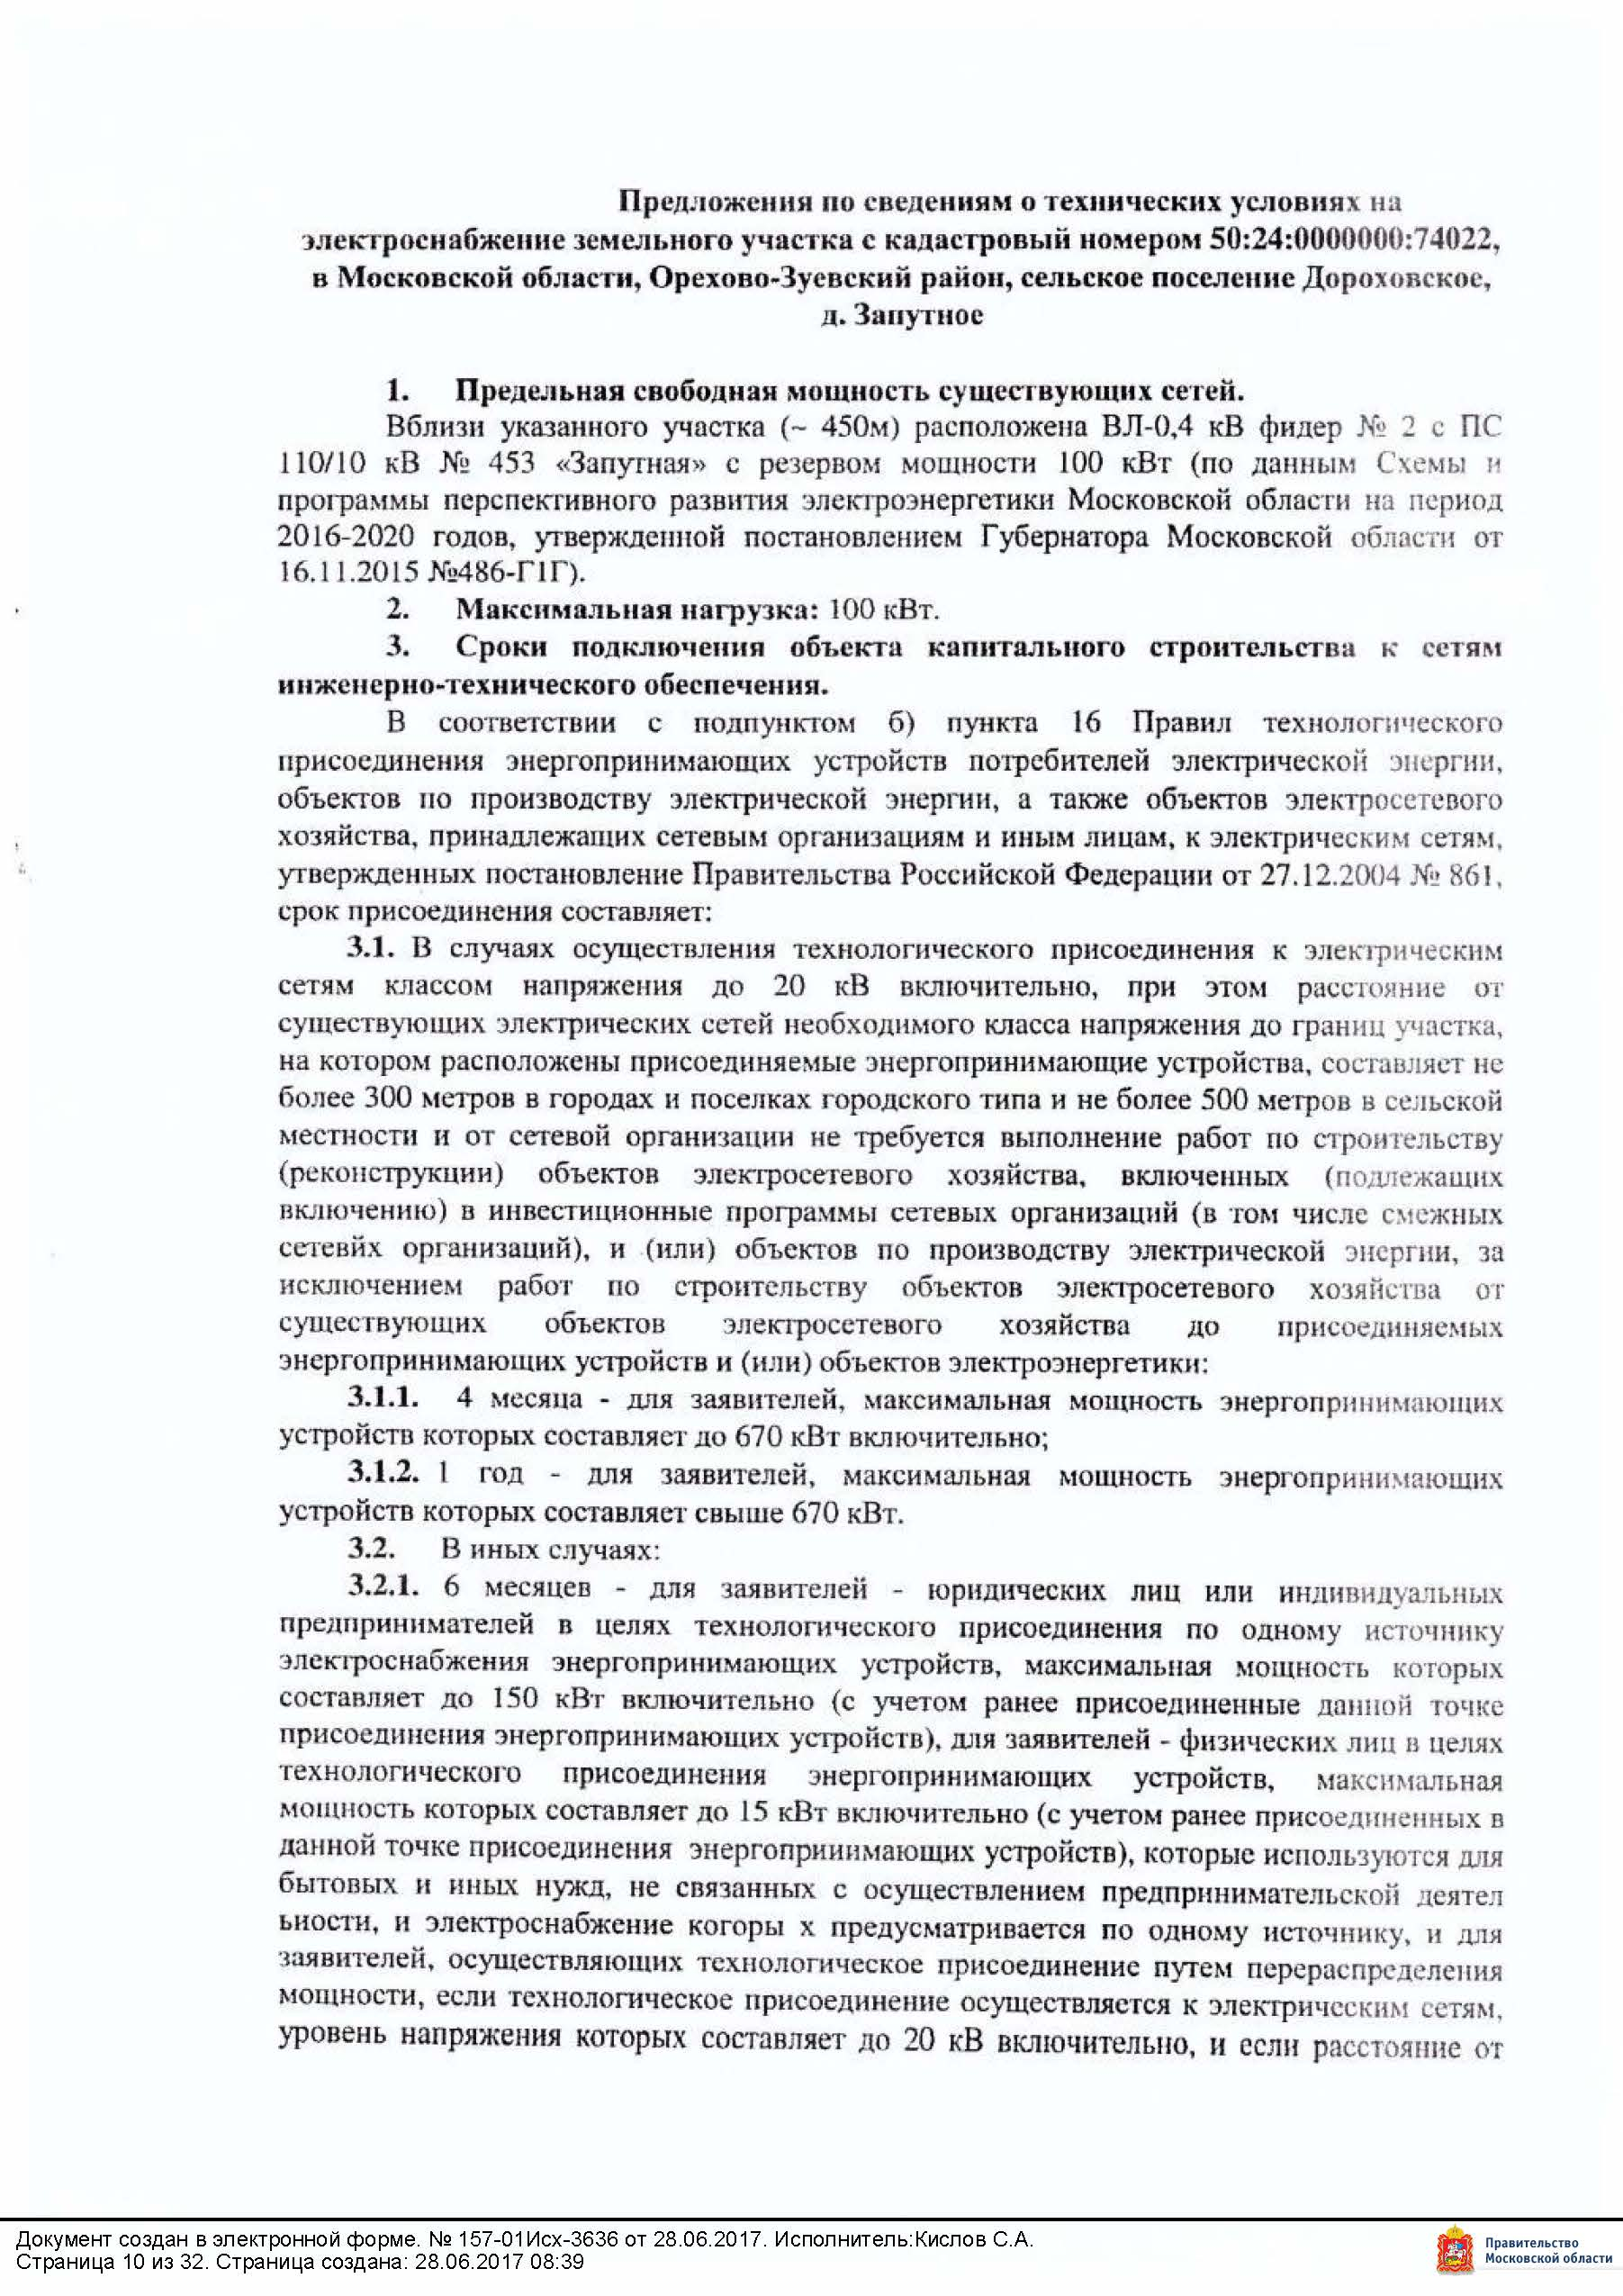 Предложения по сведениям о технических условиях на
электроснабжение земельного участка с кадастровый номером 50:24:0000000:74022,
в Московской области, Орехово-Зуевский район, сельское поселение Дороховское,
д. Запутное
1. Предельная свободная мощность существующих сетей.
Вблизи указанного участка (~ 450м) расположена ВЛ-0,4 кВ фидер № 2 с ПС
110/10 кВ № 453 «Запутная» с резервом мощности 100 кВт (по данным Схемы и
программы перспективного развития электроэнергетики Московской области на период
2016-2020 годов, утвержденной постановлением Губернатора Московской области от
16.11.2015 №486-Г1Г).
2. Максимальная нагрузка: 100 кВт.
3. Сроки подключения объекта капитального строительства к сетям
инженерно-технического обеспечения.
В соответствии с подпунктом б) пункта 16 Правил технологического
присоединения энергопринимающих устройств потребителей электрической энергии,
объектов по производству электрической энергии, а также объектов электросетевого
хозяйства, принадлежащих сетевым организациям и иным лицам, к электрическим сетям,
утвержденных постановление Правительства Российской Федерации от 27.12.2004 № 861,
срок присоединения составляет:
3.1. В случаях осуществления технологического присоединения к электрическим
сетям классом напряжения до 20 кВ включительно, при этом расстояние от
существующих электрических сетей необходимого класса напряжения до границ участка,
на котором расположены присоединяемые энергопринимающие устройства, составляет не
более 300 метров в городах и поселках городского типа и не более 500 метров в сельской
местности и от сетевой организации не требуется выполнение работ по строительству
(реконструкции) объектов электросетевого хозяйства, включенных (подлежащих
включению) в инвестиционные программы сетевых организаций (в том числе смежных
сетевйх организаций), и (или) объектов по производству электрической энергии, за
исключением работ по строительству объектов электросетевого хозяйства от
существующих объектов электросетевого хозяйства до присоединяемых
энергопринимающих устройств и (или) объектов электроэнергетики:
3.1.1. 4 месяца - для заявителей, максимальная мощность энергопринимающих
устройств которых составляет до 670 кВт включительно;
3.1.2. 1 год - для заявителей, максимальная мощность энергопринимающих
устройств которых составляет свыше 670 кВт.
3.2. В иных случаях:
3.2.1. 6 месяцев - для заявителей - юридических лиц или индивидуальных
предпринимателей в целях технологического присоединения по одному источнику
электроснабжения энергопринимающих устройств, максимальная мощность которых
составляет до 150 кВт включительно (с учетом ранее присоединенные данной точке
присоединения энергопринимающих устройств), для заявителей - физических лиц в целях
технологического присоединения энергопринимающих устройств, максимальная
мощность которых составляет до 15 кВт включительно (с учетом ранее присоединенных в
данной точке присоединения энергоприиимающих устройств), которые используются для
бытовых и иных нужд, не связанных с осуществлением предпринимательской деятел
ьиости, и электроснабжение когоры х предусматривается по одному источнику, и для
заявителей, осуществляющих технологическое присоединение путем перераспределения
мощности, если технологическое присоединение осуществляется к электрическим сетям,
уровень напряжения которых составляет до 20 кВ включительно, и если расстояние от
Документ создан в электронной форме. № 157-01Исх-3636 от 28.06.2017. Исполнитель:Кислов С.А.
Страница 10 из 32. Страница создана: 28.06.2017 08:39
Правительство
Московской области